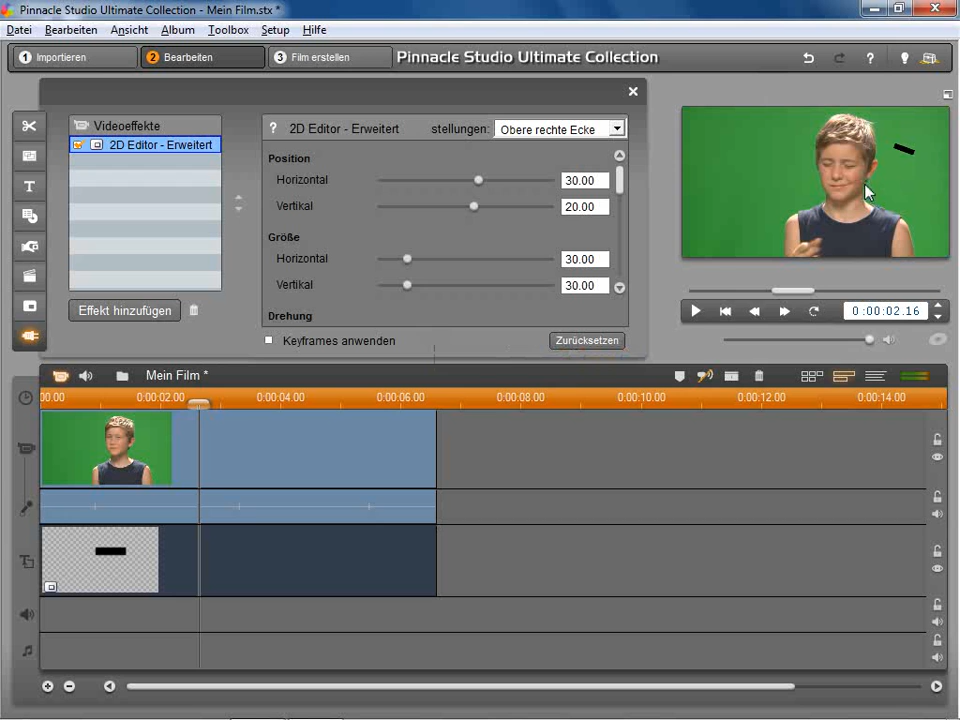 Pinnacle Studio Ultimate Collection - Mein Film.stx *
Datei Bearbeiten Ansicht Album Toolbox Setup Hilfe
1 Importieren 2 Bearbeiten 3 Film erstellen Pinnacle Studio Ultimate Collection
Videoeffekte
2D Editor - Erweitert
Effekt hinzufügen
? 2D Editor - Erweitert stellungen: Obere rechte Ecke
Position
Horizontal 30.00
Vertikal 20.00
Größe
Horizontal 30.00
Vertikal 30.00
Drehung
Keyframes anwenden Zurücksetzen
0:00:02.16
Mein Film *
00.00 0:00:02.00 0:00:04.00 0:00:06.00 0:00:08.00 0:00:10.00 0:00:12.00 0:00:14.00